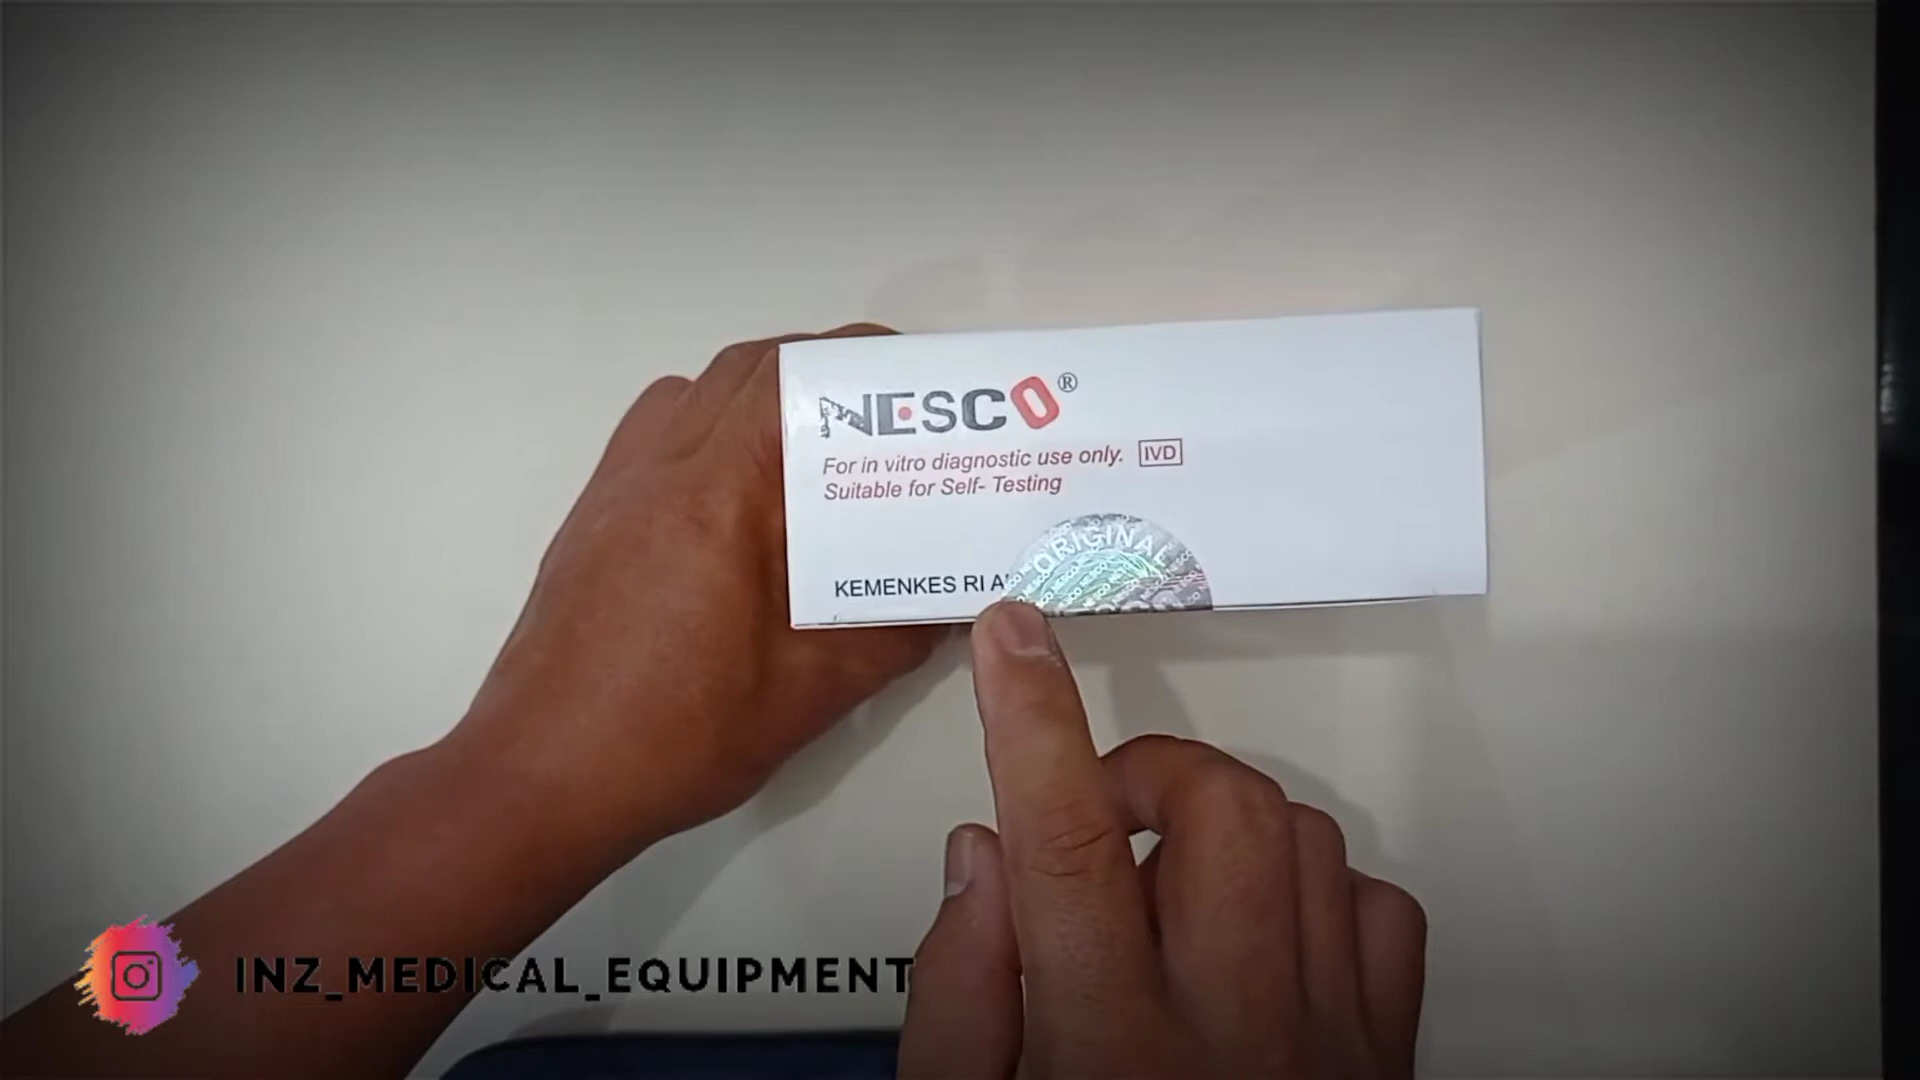 NESCO®
For in vitro diagnostic use only. IVD
Suitable for Self- Testing
ORIGINAL
KEMENKES RI
INZ_MEDICAL_EQUIPMENT